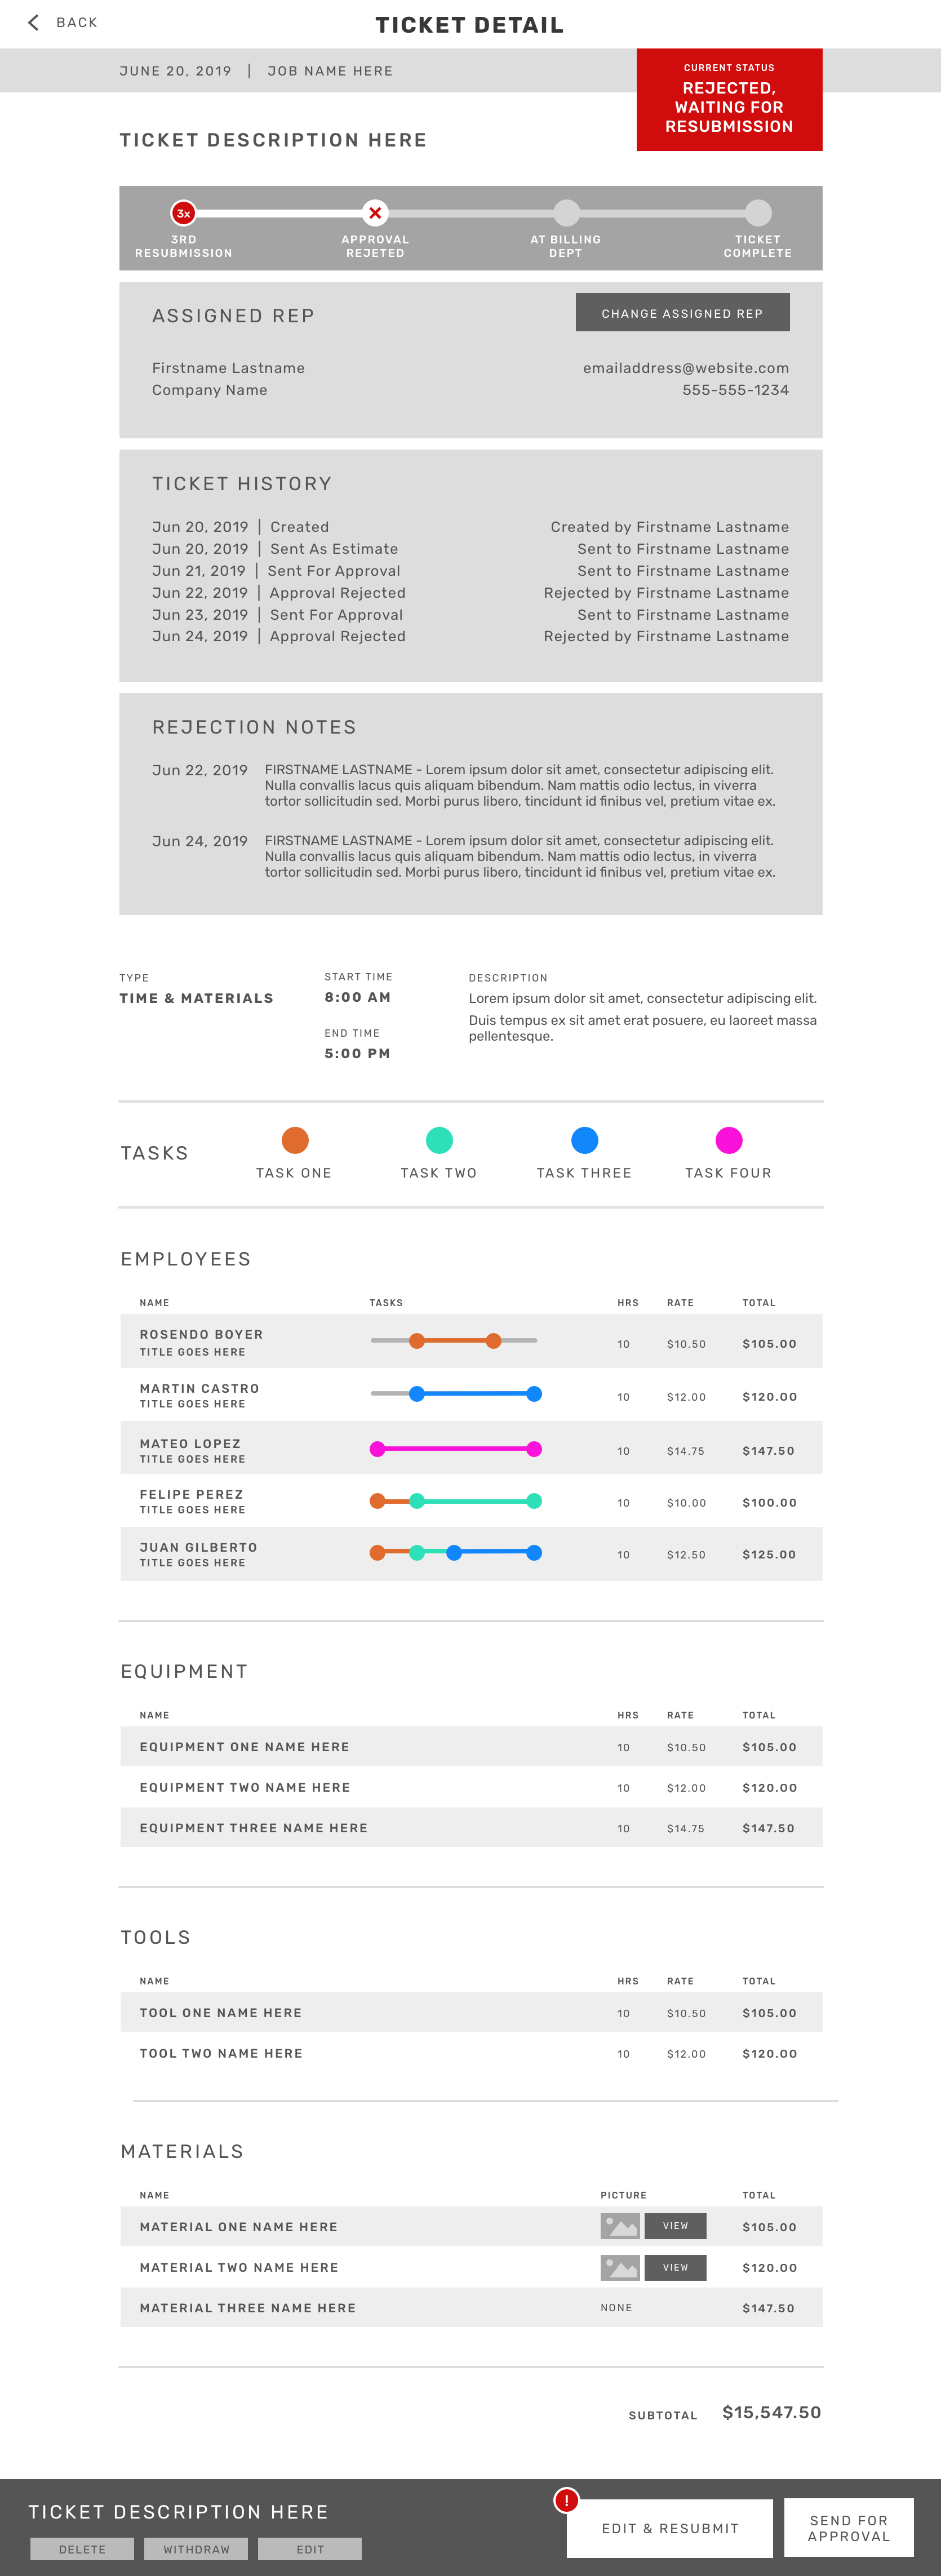 BACK
TICKET DETAIL
JUNE 20, 2019 | JOB NAME HERE
CURRENT STATUS
REJECTED,
WAITING FOR
RESUBMISSION
TICKET DESCRIPTION HERE
3x
3RD
RESUBMISSION
APPROVAL
REJETED
AT BILLING
DEPT
TICKET
COMPLETE
ASSIGNED REP
CHANGE ASSIGNED REP
Firstname Lastname
emailaddress@website.com
Company Name
555-555-1234
TICKET HISTORY
Jun 20, 2019 | Created
Created by Firstname Lastname
Jun 20, 2019 | Sent As Estimate
Sent to Firstname Lastname
Jun 21, 2019 | Sent For Approval
Sent to Firstname Lastname
Jun 22, 2019 | Approval Rejected
Rejected by Firstname Lastname
Jun 23, 2019 | Sent For Approval
Sent to Firstname Lastname
Jun 24, 2019 | Approval Rejected
Rejected by Firstname Lastname
REJECTION NOTES
Jun 22, 2019
FIRSTNAME LASTNAME - Lorem ipsum dolor sit amet, consectetur adipiscing elit.
Nulla convallis lacus quis aliquam bibendum. Nam mattis odio lectus, in viverra
tortor sollicitudin sed. Morbi purus libero, tincidunt id finibus vel, pretium vitae ex.
Jun 24, 2019
FIRSTNAME LASTNAME - Lorem ipsum dolor sit amet, consectetur adipiscing elit.
Nulla convallis lacus quis aliquam bibendum. Nam mattis odio lectus, in viverra
tortor sollicitudin sed. Morbi purus libero, tincidunt id finibus vel, pretium vitae ex.
TYPE
TIME & MATERIALS
START TIME
8:00 AM
END TIME
5:00 PM
DESCRIPTION
Lorem ipsum dolor sit amet, consectetur adipiscing elit.
Duis tempus ex sit amet erat posuere, eu laoreet massa
pellentesque.
TASKS
TASK ONE
TASK TWO
TASK THREE
TASK FOUR
EMPLOYEES
NAME TASKS HRS RATE TOTAL
ROSENDO BOYER
TITLE GOES HERE
10 $10.50 $105.00
MARTIN CASTRO
TITLE GOES HERE
10 $12.00 $120.00
MATEO LOPEZ
TITLE GOES HERE
10 $14.75 $147.50
FELIPE PEREZ
TITLE GOES HERE
10 $10.00 $100.00
JUAN GILBERTO
TITLE GOES HERE
10 $12.50 $125.00
EQUIPMENT
NAME HRS RATE TOTAL
EQUIPMENT ONE NAME HERE 10 $10.50 $105.00
EQUIPMENT TWO NAME HERE 10 $12.00 $120.00
EQUIPMENT THREE NAME HERE 10 $14.75 $147.50
TOOLS
NAME HRS RATE TOTAL
TOOL ONE NAME HERE 10 $10.50 $105.00
TOOL TWO NAME HERE 10 $12.00 $120.00
MATERIALS
NAME PICTURE TOTAL
MATERIAL ONE NAME HERE VIEW $105.00
MATERIAL TWO NAME HERE VIEW $120.00
MATERIAL THREE NAME HERE NONE $147.50
SUBTOTAL $15,547.50
TICKET DESCRIPTION HERE
DELETE
WITHDRAW
EDIT
!
EDIT & RESUBMIT
SEND FOR
APPROVAL